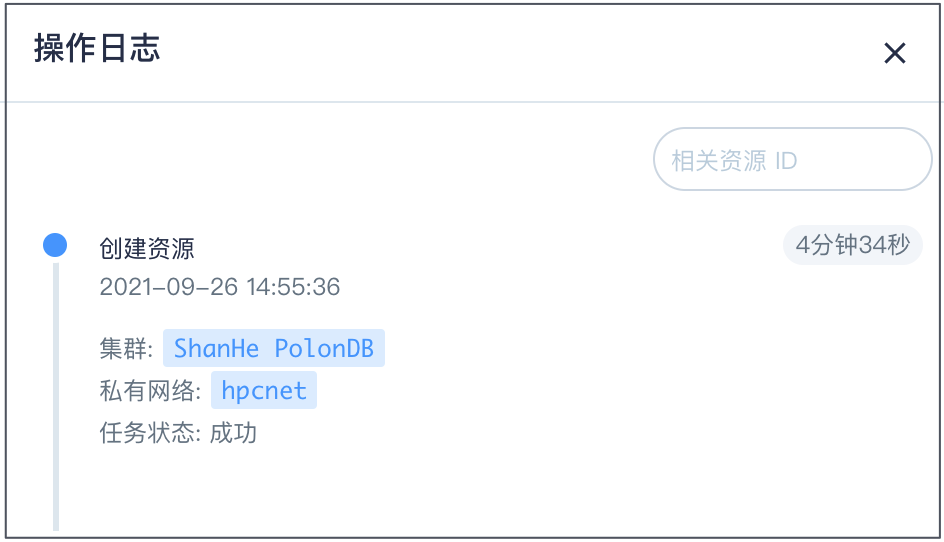 操作日志
相关资源 ID
创建资源
4分钟34秒
2021-09-26 14:55:36
集群: ShanHe PolonDB
私有网络: hpcnet
任务状态: 成功